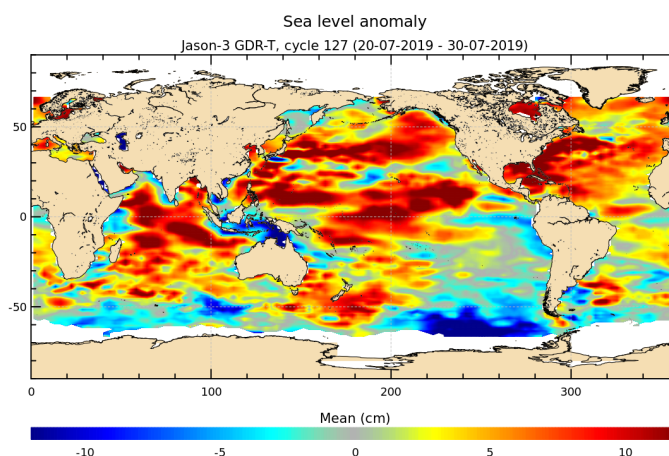 Sea level anomaly
Jason-3 GDR-T, cycle 127 (20-07-2019 - 30-07-2019)
50
0
-50
0 100 200 300
Mean (cm)
-10 -5 0 5 10